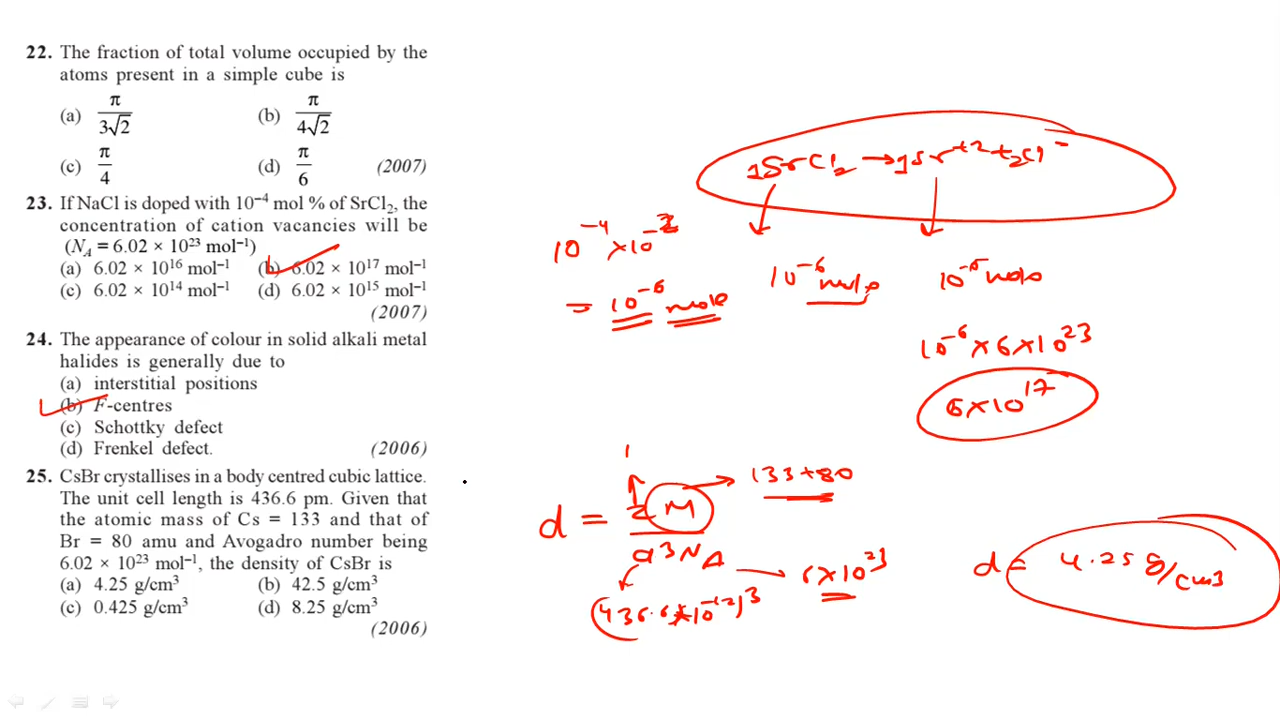 22. The fraction of total volume occupied by the
atoms present in a simple cube is
(a) π/3√2 (b) π/4√2
(c) π/4 (d) π/6 (2007)
23. If NaCl is doped with 10⁻⁴ mol % of SrCl₂, the
concentration of cation vacancies will be
(N_A = 6.02 × 10²³ mol⁻¹)
(a) 6.02 × 10¹⁶ mol⁻¹ (b) 6.02 × 10¹⁷ mol⁻¹
(c) 6.02 × 10¹⁴ mol⁻¹ (d) 6.02 × 10¹⁵ mol⁻¹
(2007)
24. The appearance of colour in solid alkali metal
halides is generally due to
(a) interstitial positions
(b) F-centres
(c) Schottky defect
(d) Frenkel defect. (2006)
25. CsBr crystallises in a body centred cubic lattice.
The unit cell length is 436.6 pm. Given that
the atomic mass of Cs = 133 and that of
Br = 80 amu and Avogadro number being
6.02 × 10²³ mol⁻¹, the density of CsBr is
(a) 4.25 g/cm³ (b) 42.5 g/cm³
(c) 0.425 g/cm³ (d) 8.25 g/cm³
(2006)
1SrCl₂ → 1Sr⁺² + 2Cl⁻
10⁻⁴ × 10⁻²
= 10⁻⁶ mole
10⁻⁶ mole
10⁻⁶ mole
10⁻⁶ × 6 × 10²³
6 × 10¹⁷
1
d = ZM / a³N_A
133+80
6 × 10²³
(436.6 × 10⁻¹²)³
d = 4.25 g/cm3